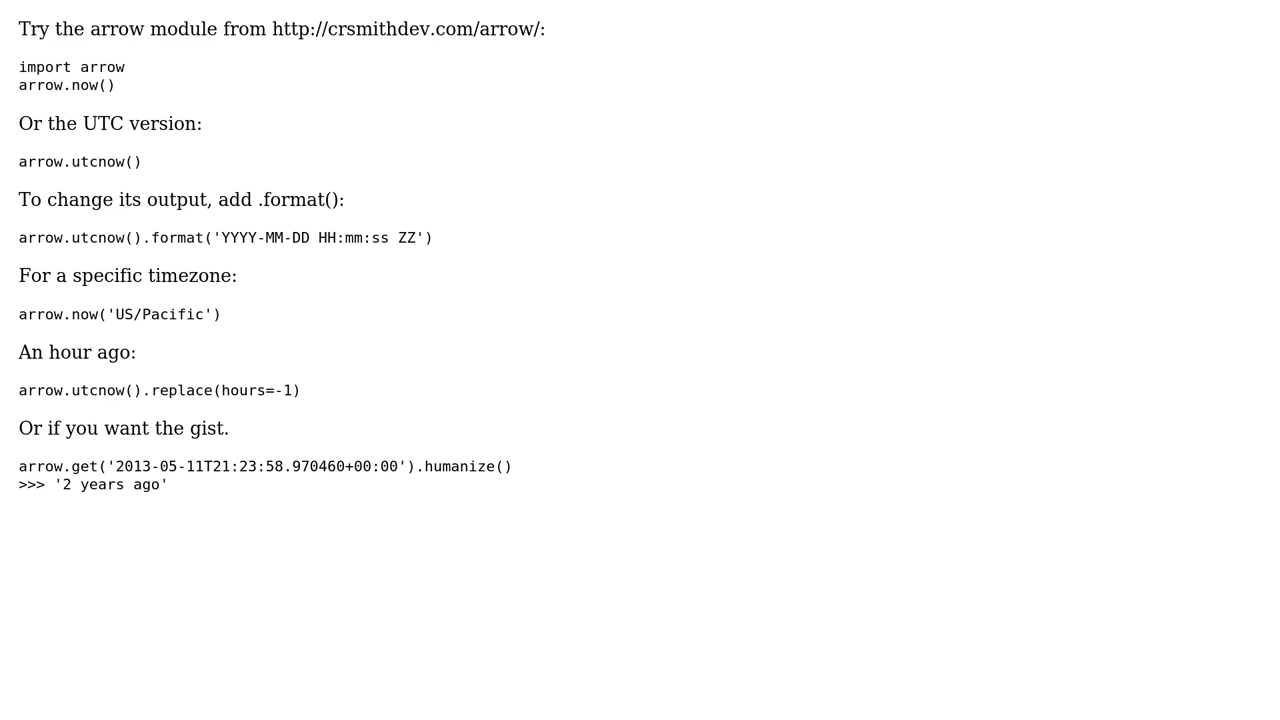 Try the arrow module from http://crsmithdev.com/arrow/:
import arrow
arrow.now()
Or the UTC version:
arrow.utcnow()
To change its output, add .format():
arrow.utcnow().format('YYYY-MM-DD HH:mm:ss ZZ')
For a specific timezone:
arrow.now('US/Pacific')
An hour ago:
arrow.utcnow().replace(hours=-1)
Or if you want the gist.
arrow.get('2013-05-11T21:23:58.970460+00:00').humanize()
>>> '2 years ago'